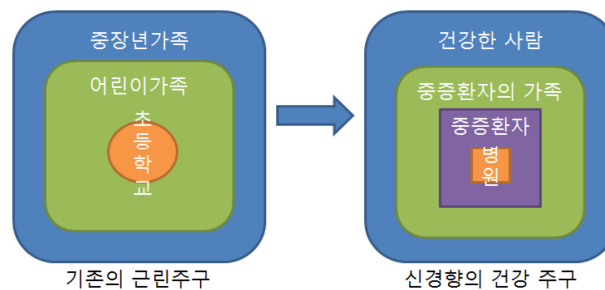 중장년가족
어린이가족
초
등
학
교
기존의 근린주구
건강한 사람
중증환자의 가족
중증환자
병
원
신경향의 건강 주구